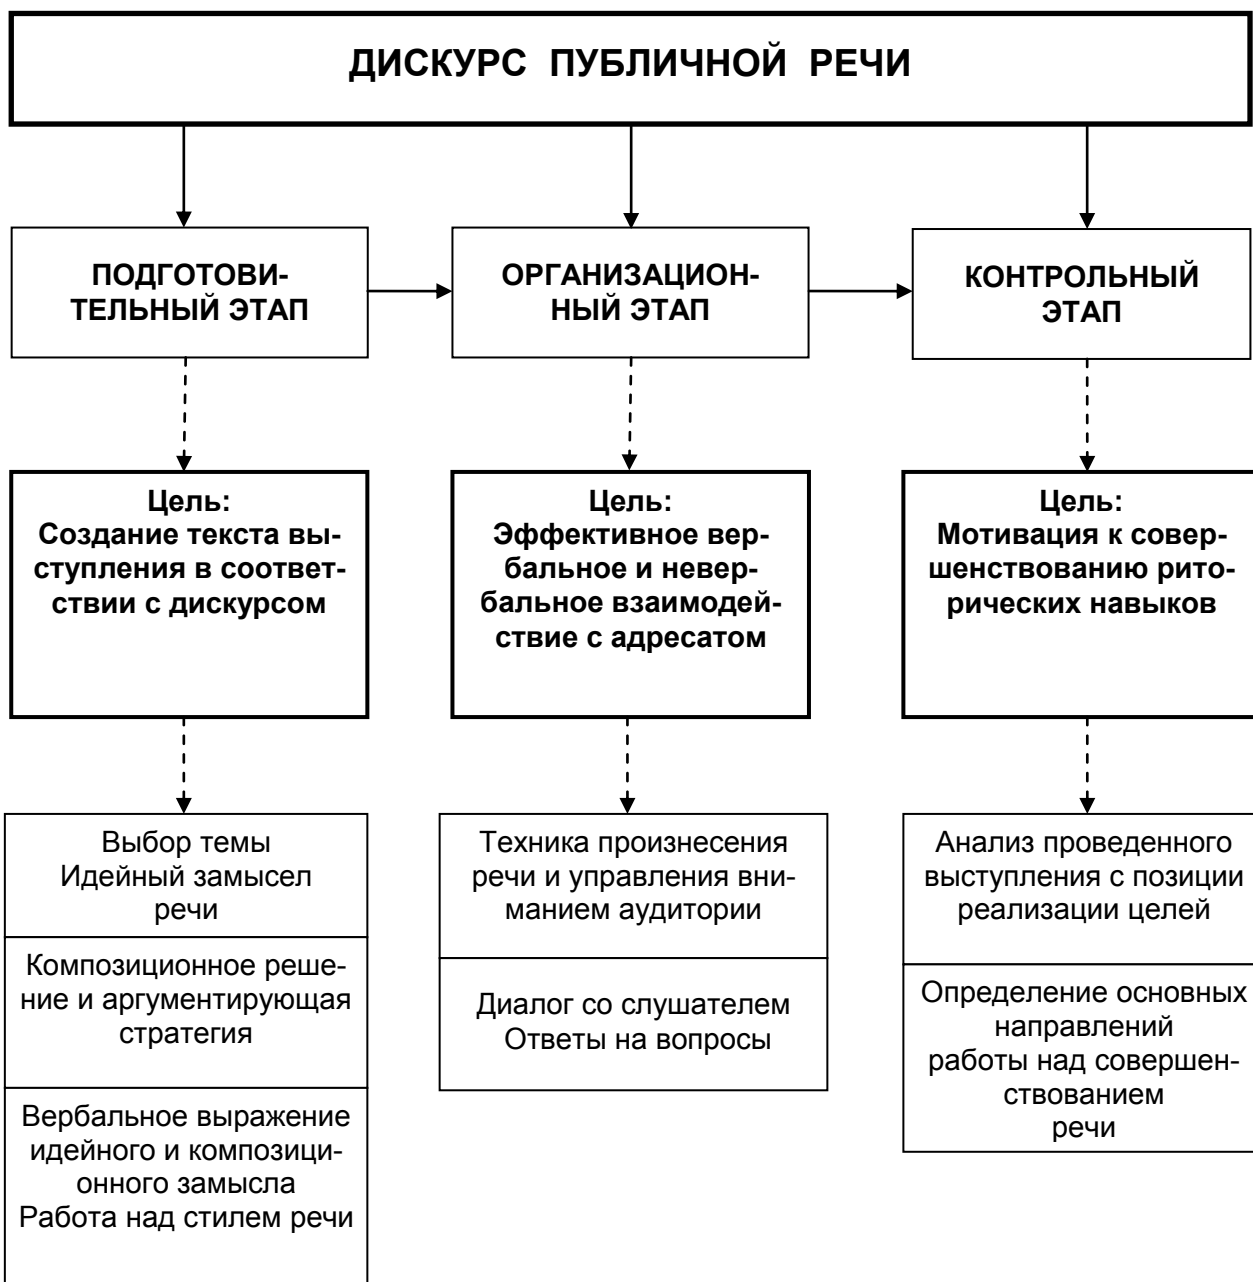 ДИСКУРС ПУБЛИЧНОЙ РЕЧИ
ПОДГОТОВИ-
ТЕЛЬНЫЙ ЭТАП
ОРГАНИЗАЦИОН-
НЫЙ ЭТАП
КОНТРОЛЬНЫЙ
ЭТАП
Цель:
Создание текста вы-
ступления в соответ-
ствии с дискурсом
Цель:
Эффективное вер-
бальное и невер-
бальное взаимодей-
ствие с адресатом
Цель:
Мотивация к совер-
шенствованию рито-
рических навыков
Выбор темы
Идейный замысел
речи
Композиционное реше-
ние и аргументирующая
стратегия
Вербальное выражение
идейного и композици-
онного замысла
Работа над стилем речи
Техника произнесения
речи и управления вни-
манием аудитории
Диалог со слушателем
Ответы на вопросы
Анализ проведенного
выступления с позиции
реализации целей
Определение основных
направлений
работы над совершен-
ствованием
речи